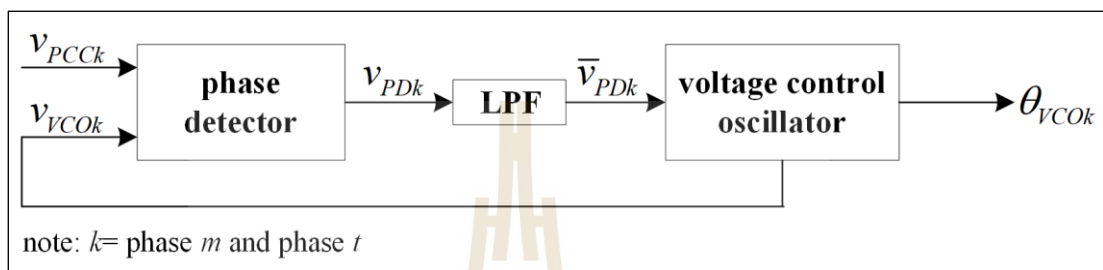 v_PCCk
v_VCOk
phase
detector
v_PDk
LPF
v̅_PDk
voltage control
oscillator
θ_VCOk
note: k= phase m and phase t